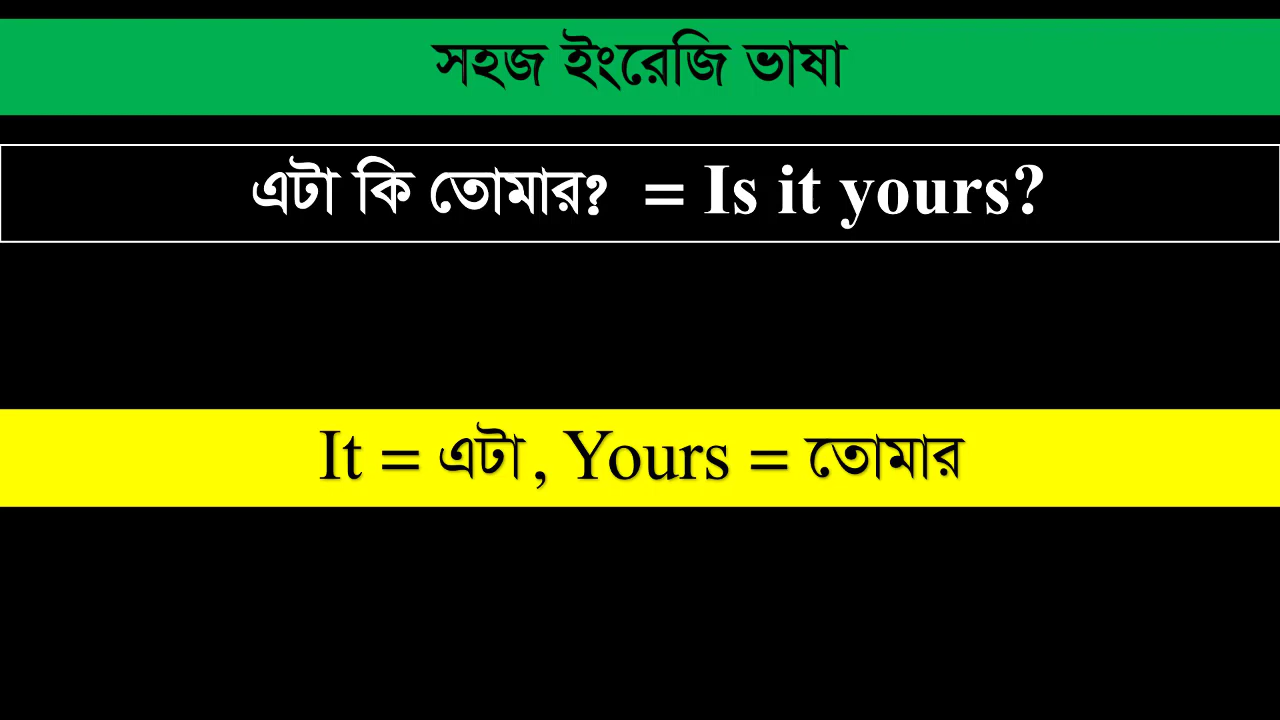 সহজ ইংরেজি ভাষা
এটা কি তোমার? = Is it yours?
It = এটা, Yours = তোমার